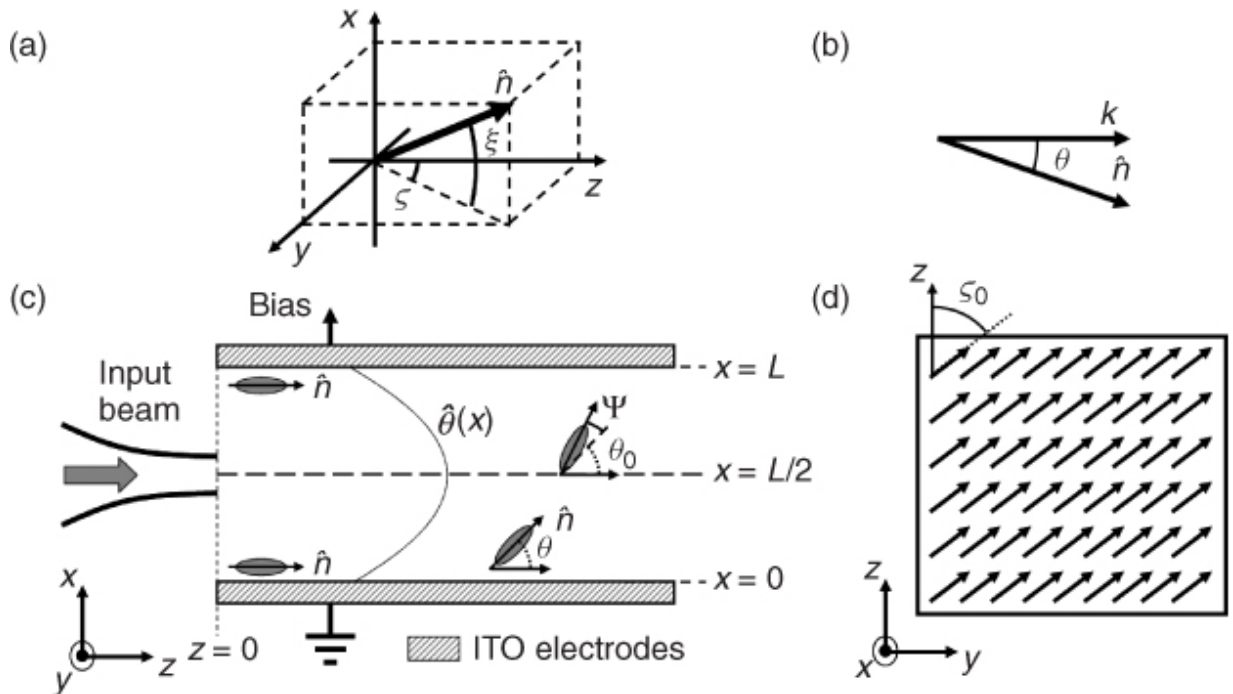 (a)
x
n̂
ξ
z
ς
y
(b)
k
θ
n̂
(c)
Bias
Input
beam
n̂
θ̂(x)
Ψ
θ₀
n̂
θ
n̂
x = L
x = L/2
x = 0
x
y
z
z = 0
ITO electrodes
(d)
z
ς₀
z
x
y